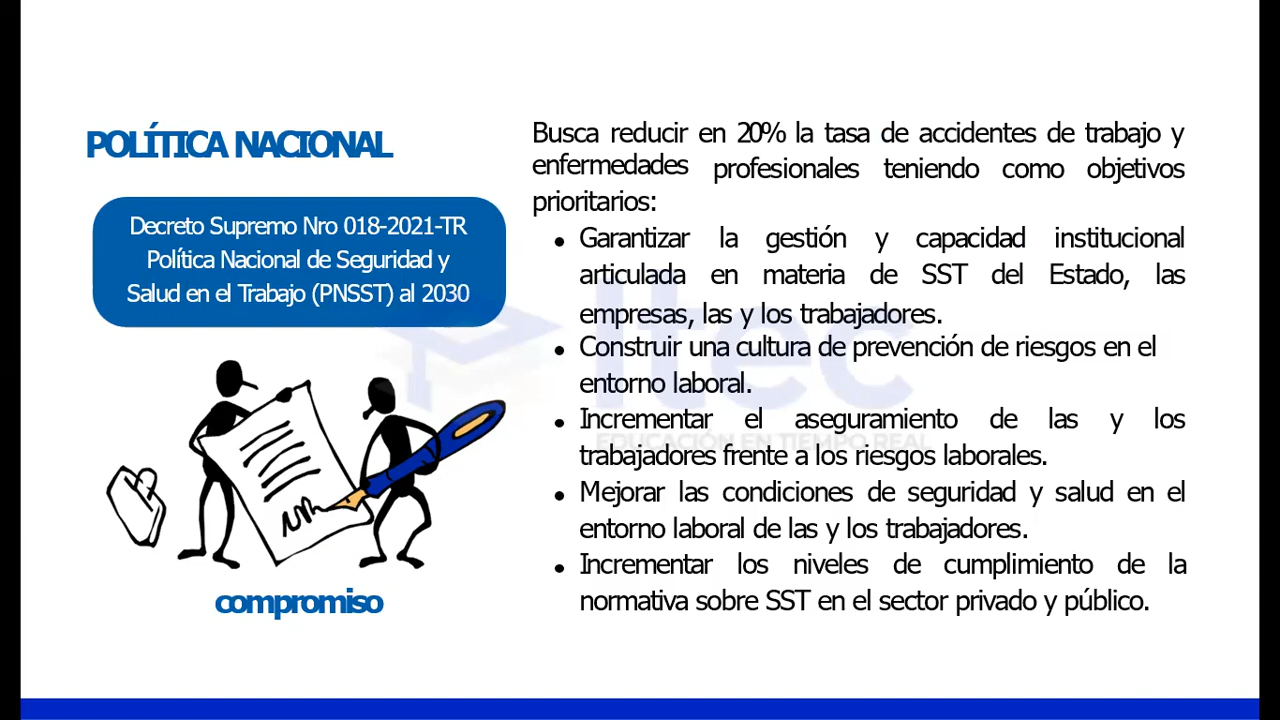 POLÍTICA NACIONAL
Decreto Supremo Nro 018-2021-TR
Política Nacional de Seguridad y
Salud en el Trabajo (PNSST) al 2030
compromiso
Busca reducir en 20% la tasa de accidentes de trabajo y
enfermedades profesionales teniendo como objetivos
prioritarios:
• Garantizar la gestión y capacidad institucional
articulada en materia de SST del Estado, las
empresas, las y los trabajadores.
• Construir una cultura de prevención de riesgos en el
entorno laboral.
• Incrementar el aseguramiento de las y los
trabajadores frente a los riesgos laborales.
• Mejorar las condiciones de seguridad y salud en el
entorno laboral de las y los trabajadores.
• Incrementar los niveles de cumplimiento de la
normativa sobre SST en el sector privado y público.
Itec
EDUCACIÓN EN TIEMPO REAL